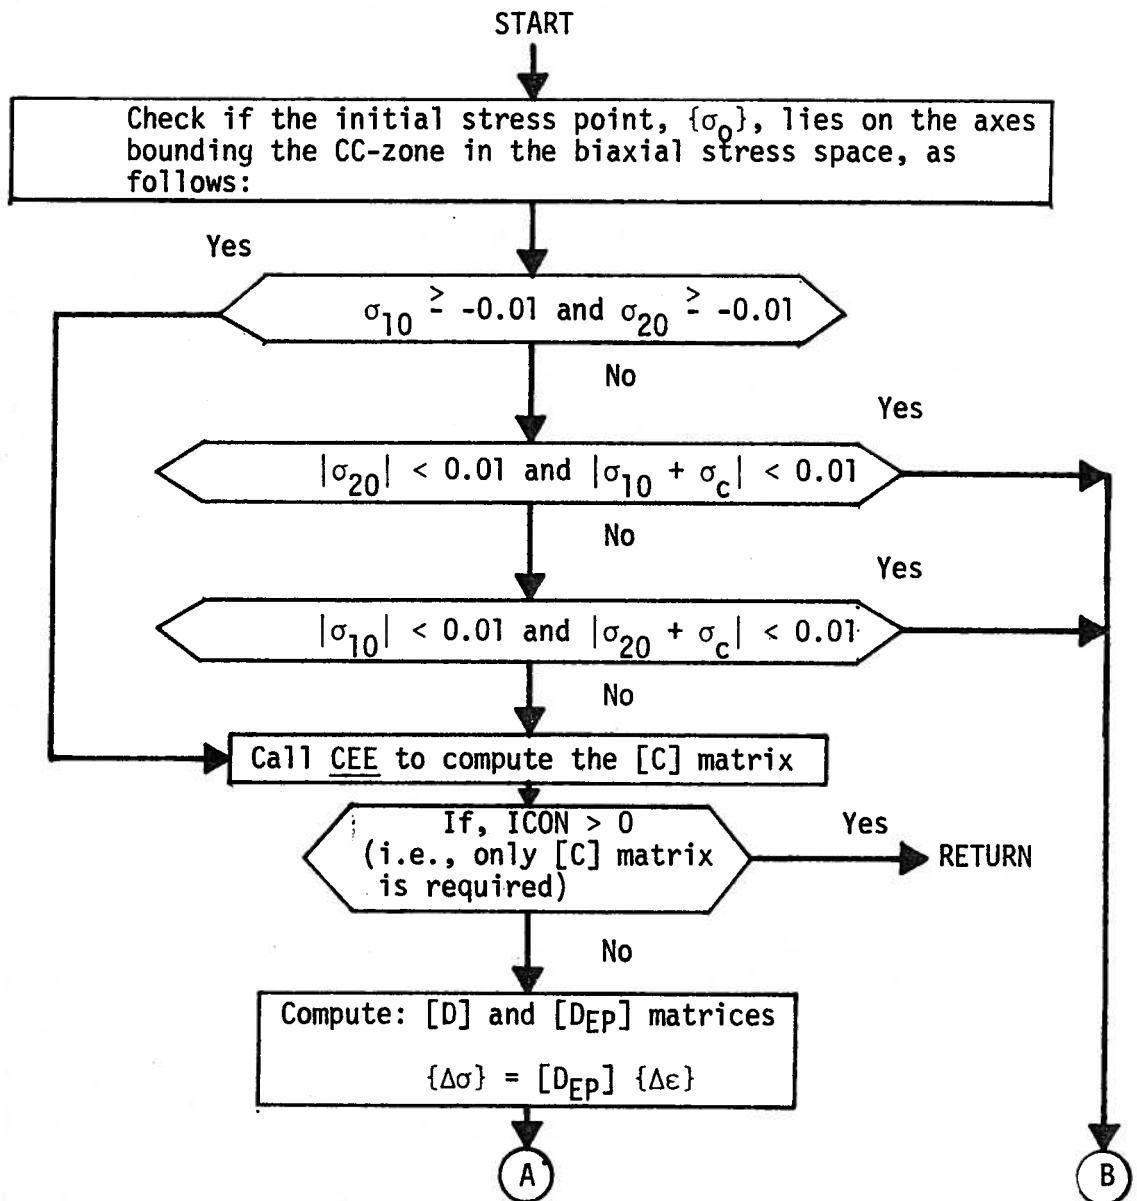 START
Check if the initial stress point, {σ0}, lies on the axes
bounding the CC-zone in the biaxial stress space, as
follows:
Yes
σ10 ≥ -0.01 and σ20 ≥ -0.01
No
Yes
|σ20| < 0.01 and |σ10 + σc| < 0.01
No
Yes
|σ10| < 0.01 and |σ20 + σc| < 0.01
No
Call CEE to compute the [C] matrix
If, ICON > 0
(i.e., only [C] matrix
is required)
Yes
RETURN
No
Compute: [D] and [DEP] matrices
{Δσ} = [DEP] {Δε}
A
B